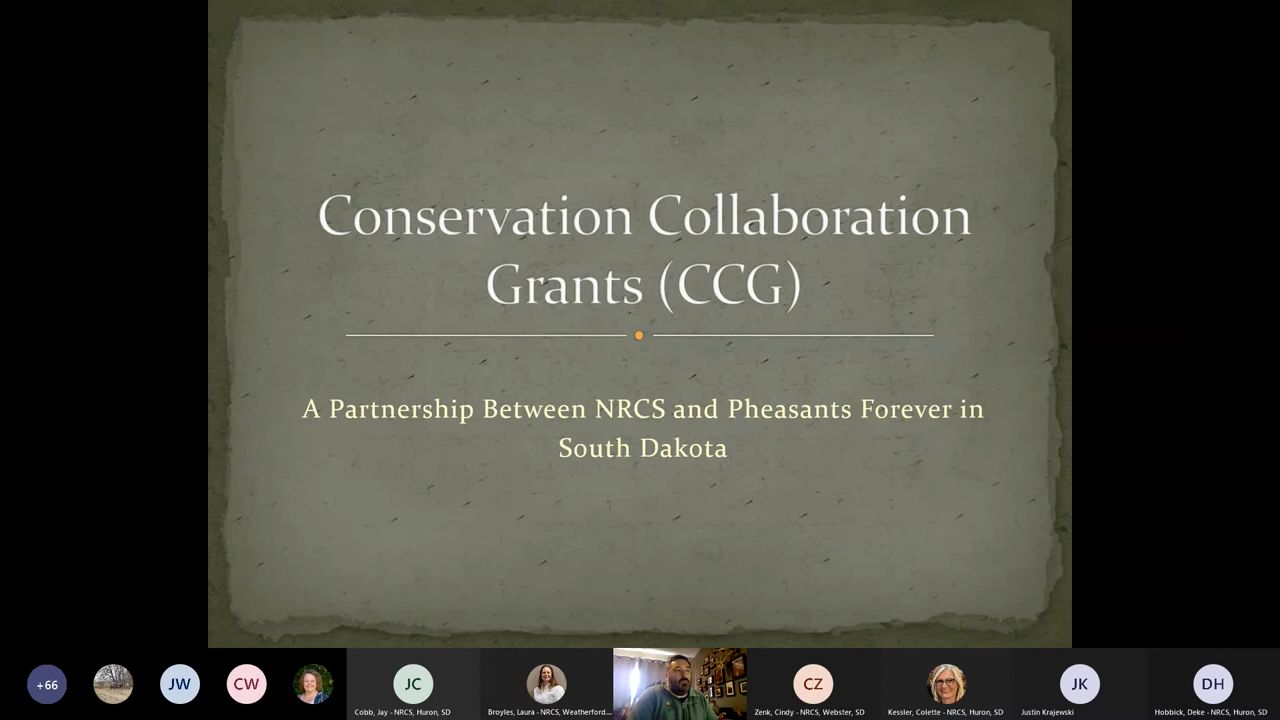 Conservation Collaboration
Grants (CCG)
A Partnership Between NRCS and Pheasants Forever in
South Dakota
+66
JW
CW
JC
CZ
JK
DH
Cobb, Jay - NRCS, Huron, SD
Broyles, Laura - NRCS, Weatherford...
Zenk, Cindy - NRCS, Webster, SD
Kessler, Colette - NRCS, Huron, SD
Justin Krajewski
Hobbick, Deke - NRCS, Huron, SD